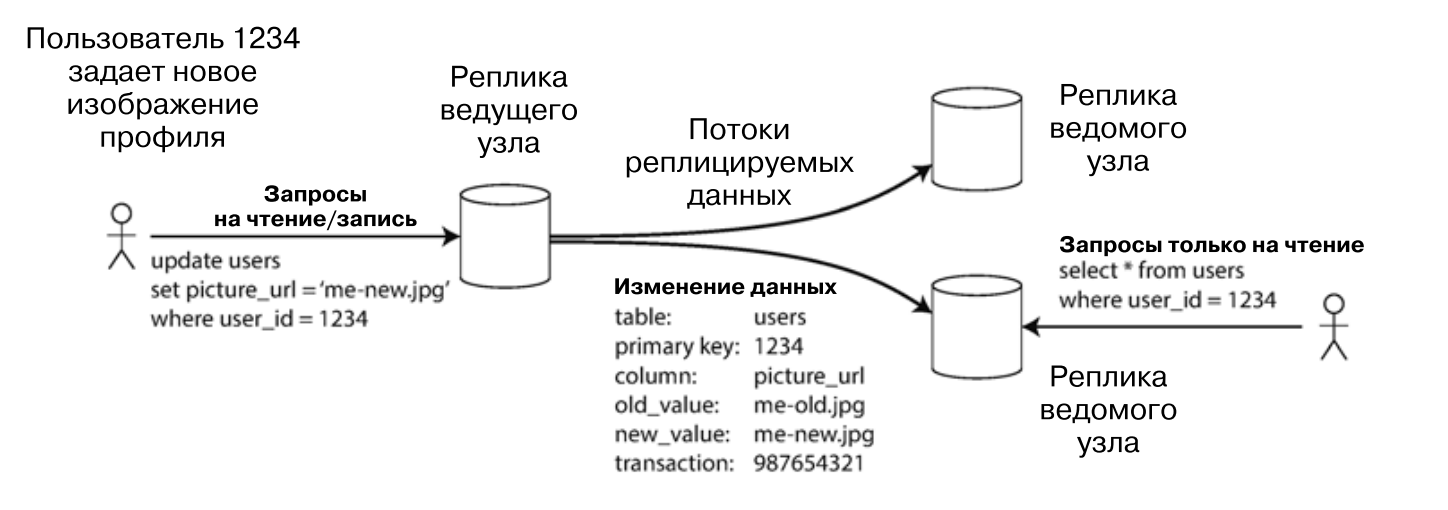 Пользователь 1234
задает новое
изображение
профиля
Запросы
на чтение/запись
update users
set picture_url = ‘me-new.jpg’
where user_id = 1234
Реплика
ведущего
узла
Потоки
реплицируемых
данных
Изменение данных
table: users
primary key: 1234
column: picture_url
old_value: me-old.jpg
new_value: me-new.jpg
transaction: 987654321
Реплика
ведомого
узла
Запросы только на чтение
select * from users
where user_id = 1234
Реплика
ведомого
узла